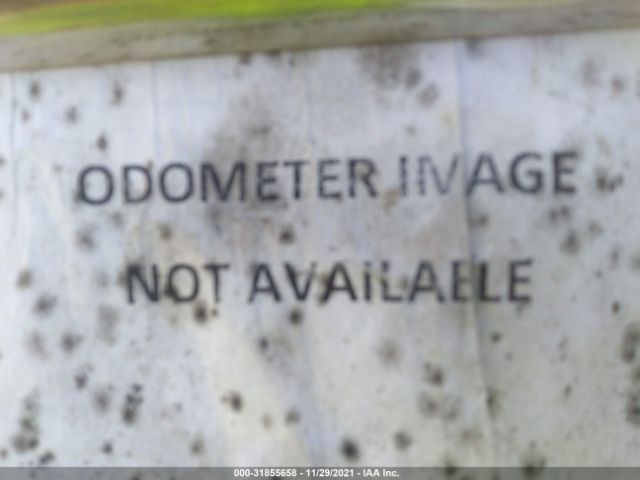 ODOMETER IMAGE
NOT AVAILABLE
000-31855658 - 11/29/2021 - IAA Inc.